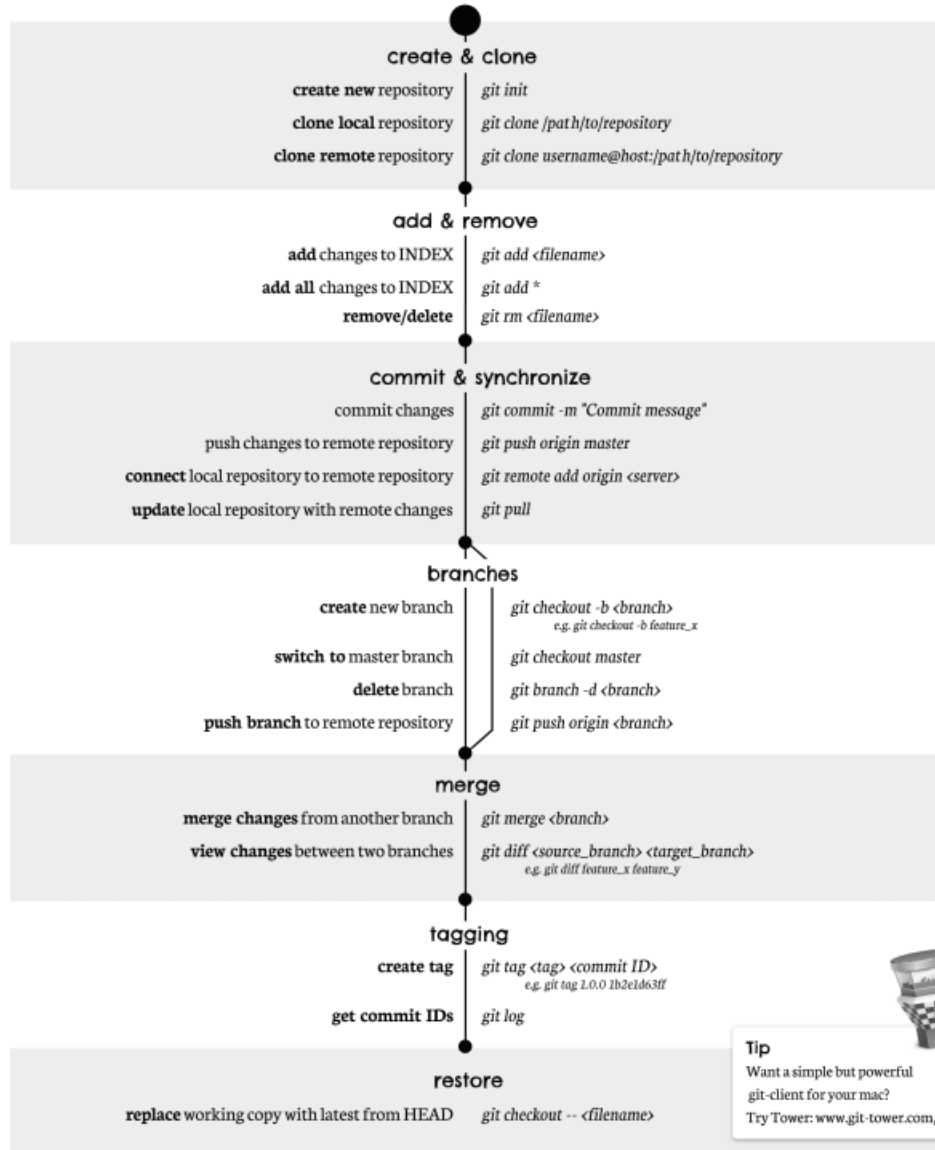 create & clone
create new repository git init
clone local repository git clone /path/to/repository
clone remote repository git clone username@host:/path/to/repository
add & remove
add changes to INDEX git add <filename>
add all changes to INDEX git add *
remove/delete git rm <filename>
commit & synchronize
commit changes git commit -m "Commit message"
push changes to remote repository git push origin master
connect local repository to remote repository git remote add origin <server>
update local repository with remote changes git pull
branches
create new branch git checkout -b <branch>
e.g. git checkout -b feature_x
switch to master branch git checkout master
delete branch git branch -d <branch>
push branch to remote repository git push origin <branch>
merge
merge changes from another branch git merge <branch>
view changes between two branches git diff <source_branch> <target_branch>
e.g. git diff feature_x feature_y
tagging
create tag git tag <tag> <commit ID>
e.g. git tag 1.0.0 1b2e1d63ff
get commit IDs git log
restore
replace working copy with latest from HEAD git checkout -- <filename>
Tip
Want a simple but powerful
git-client for your mac?
Try Tower: www.git-tower.com/